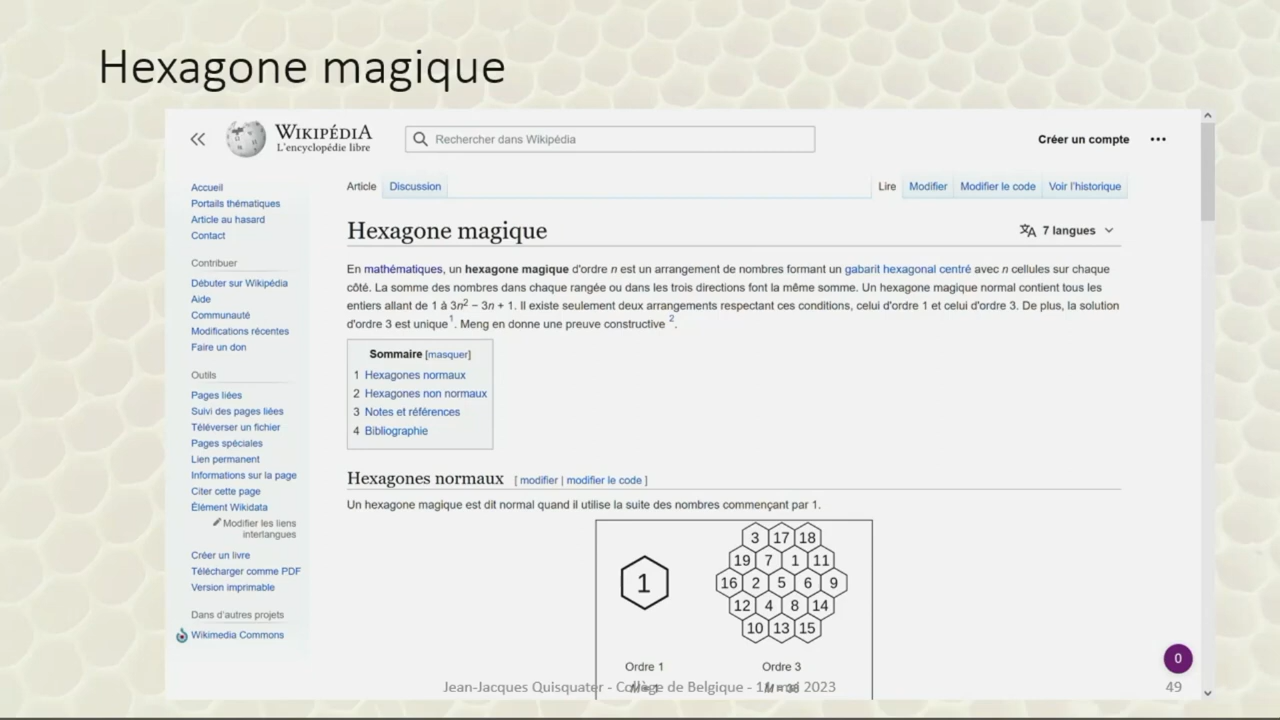 Hexagone magique
WIKIPÉDIA
L'encyclopédie libre
Rechercher dans Wikipédia
Créer un compte
Accueil
Portails thématiques
Article au hasard
Contact
Contribuer
Débuter sur Wikipédia
Aide
Communauté
Modifications récentes
Faire un don
Outils
Pages liées
Suivi des pages liées
Téléverser un fichier
Pages spéciales
Lien permanent
Informations sur la page
Citer cette page
Élément Wikidata
Modifier les liens
interlangues
Créer un livre
Télécharger comme PDF
Version imprimable
Dans d'autres projets
Wikimedia Commons
Article Discussion Lire Modifier Modifier le code Voir l'historique
Hexagone magique 7 langues
En mathématiques, un hexagone magique d'ordre n est un arrangement de nombres formant un gabarit hexagonal centré avec n cellules sur chaque
côté. La somme des nombres dans chaque rangée ou dans les trois directions font la même somme. Un hexagone magique normal contient tous les
entiers allant de 1 à 3n² − 3n + 1. Il existe seulement deux arrangements respectant ces conditions, celui d'ordre 1 et celui d'ordre 3. De plus, la solution
d'ordre 3 est unique¹. Meng en donne une preuve constructive ².
Sommaire [masquer]
1 Hexagones normaux
2 Hexagones non normaux
3 Notes et références
4 Bibliographie
Hexagones normaux [ modifier | modifier le code ]
Un hexagone magique est dit normal quand il utilise la suite des nombres commençant par 1.
1
3 17 18
19 7 1 11
16 2 5 6 9
12 4 8 14
10 13 15
Ordre 1 Ordre 3
Jean-Jacques Quisquater - Collège de Belgique - mai 2023
0
49